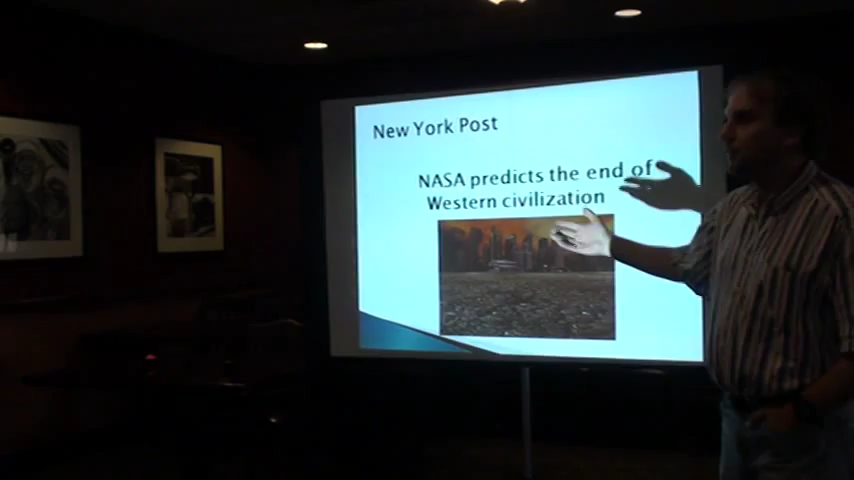 New York Post
NASA predicts the end of
Western civilization